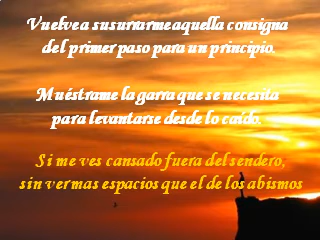 Vuelve a susurrarme aquella consigna
del primer paso para un principio.
Muéstrame la garra que se necesita
para levantarse desde lo caído.
Si me ves cansado fuera del sendero,
sin ver mas espacios que el de los abismos